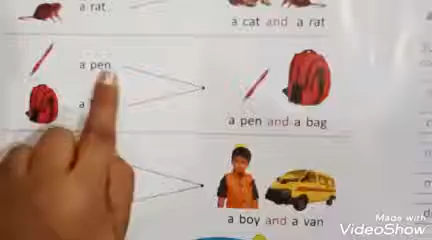 a rat
a cat and a rat
a pen
a
a pen and a bag
a boy and a van
Made With
VideoShow